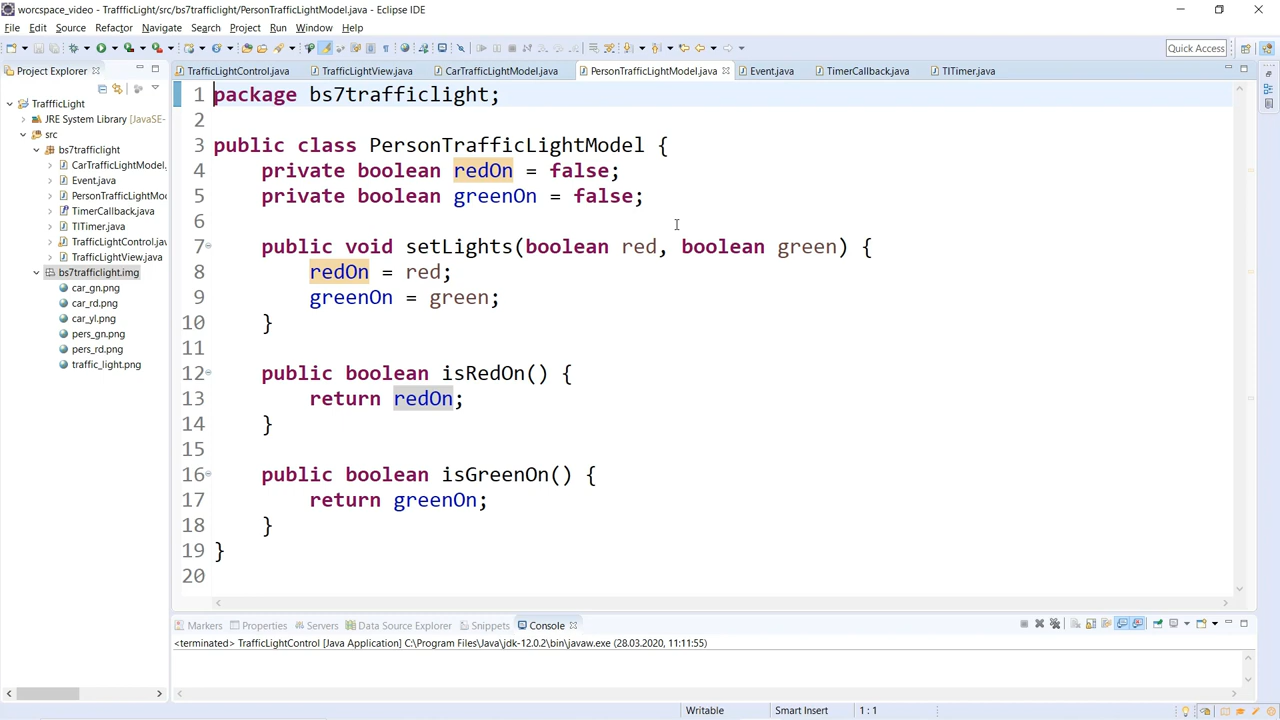 worcspace_video - TraffficLight/src/bs7trafficlight/PersonTrafficLightModel.java - Eclipse IDE
File Edit Source Refactor Navigate Search Project Run Window Help
Quick Access
Project Explorer
TrafficLightControl.java TrafficLightView.java CarTrafficLightModel.java PersonTrafficLightModel.java Event.java TimerCallback.java TITimer.java
TraffficLight
JRE System Library [JavaSE-
src
bs7trafficlight
CarTrafficLightModel.
Event.java
PersonTrafficLightMo
TimerCallback.java
TITimer.java
TrafficLightControl.jav
TrafficLightView.java
bs7trafficlight.img
car_gn.png
car_rd.png
car_yl.png
pers_gn.png
pers_rd.png
traffic_light.png
1 package bs7trafficlight;
2
3 public class PersonTrafficLightModel {
4 private boolean redOn = false;
5 private boolean greenOn = false;
6
7 public void setLights(boolean red, boolean green) {
8 redOn = red;
9 greenOn = green;
10 }
11
12 public boolean isRedOn() {
13 return redOn;
14 }
15
16 public boolean isGreenOn() {
17 return greenOn;
18 }
19 }
20
Markers Properties Servers Data Source Explorer Snippets Console
<terminated> TrafficLightControl [Java Application] C:\Program Files\Java\jdk-12.0.2\bin\javaw.exe (28.03.2020, 11:11:55)
Writable Smart Insert 1 : 1